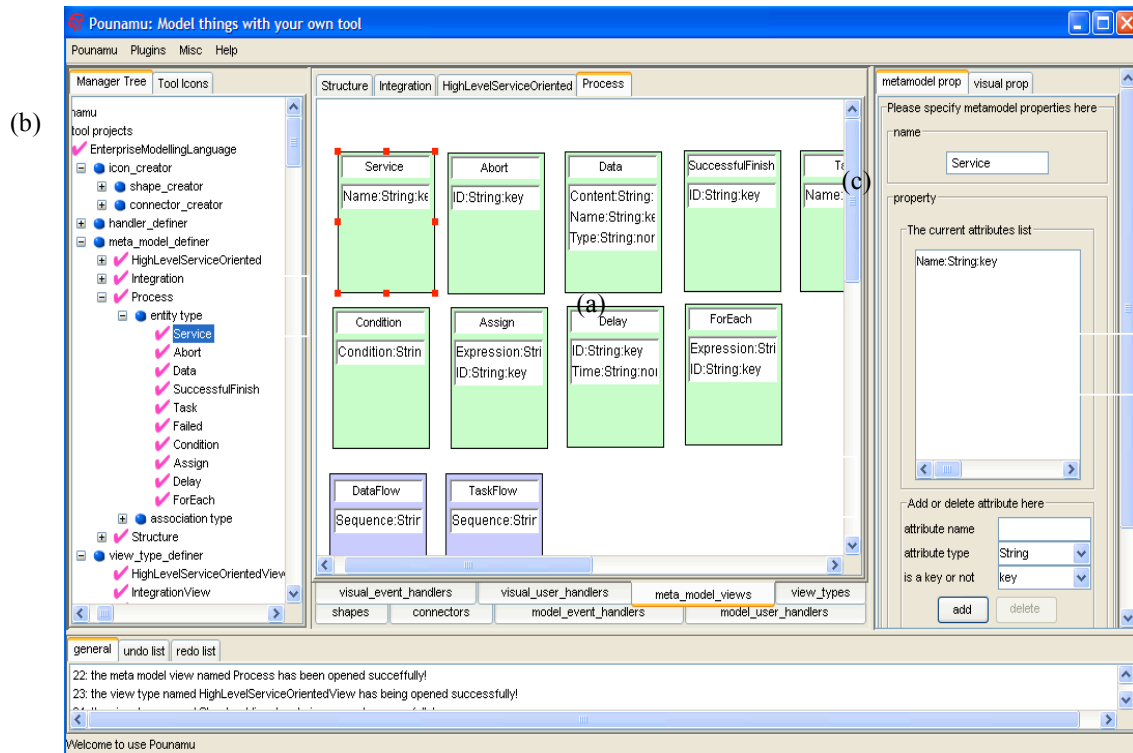 Pounamu: Model things with your own tool
Pounamu Plugins Misc Help
(b)
Manager Tree Tool Icons
namu
tool projects
EnterpriseModellingLanguage
icon_creator
shape_creator
connector_creator
handler_definer
meta_model_definer
HighLevelServiceOriented
Integration
Process
entity type
Service
Abort
Data
SuccessfulFinish
Task
Failed
Condition
Assign
Delay
ForEach
association type
Structure
view_type_definer
HighLevelServiceOrientedView
IntegrationView
Structure Integration HighLevelServiceOriented Process
Service
Name:String:ke
Abort
ID:String:key
Data
Content:String:
Name:String:ke
Type:String:nor
SuccessfulFinish
ID:String:key
Ta
Name:
(c)
(a)
Condition
Condition:Strin
Assign
Expression:Stri
ID:String:key
Delay
ID:String:key
Time:String:nor
ForEach
Expression:Stri
ID:String:key
DataFlow
Sequence:Strin
TaskFlow
Sequence:Strin
visual_event_handlers visual_user_handlers meta_model_views view_types
shapes connectors model_event_handlers model_user_handlers
metamodel prop visual prop
Please specify metamodel properties here
name
Service
property
The current attributes list
Name:String:key
Add or delete attribute here
attribute name
attribute type String
is a key or not key
add delete
general undo list redo list
22: the meta model view named Process has been opened succeffully!
23: the view type named HighLevelServiceOrientedView has being opened successfully!
Welcome to use Pounamu